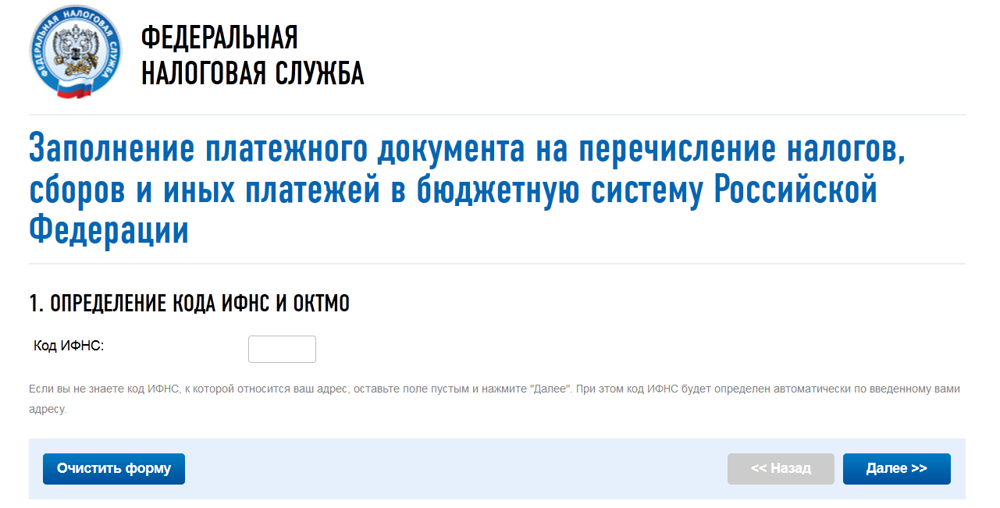 ФЕДЕРАЛЬНАЯ НАЛОГОВАЯ СЛУЖБА
ФЕДЕРАЛЬНАЯ
НАЛОГОВАЯ СЛУЖБА
Заполнение платежного документа на перечисление налогов,
сборов и иных платежей в бюджетную систему Российской
Федерации
1. ОПРЕДЕЛЕНИЕ КОДА ИФНС И ОКТМО
Код ИФНС:
Если вы не знаете код ИФНС, к которой относится ваш адрес, оставьте поле пустым и нажмите "Далее". При этом код ИФНС будет определен автоматически по введенному вами
адресу.
Очистить форму
<< Назад
Далее >>